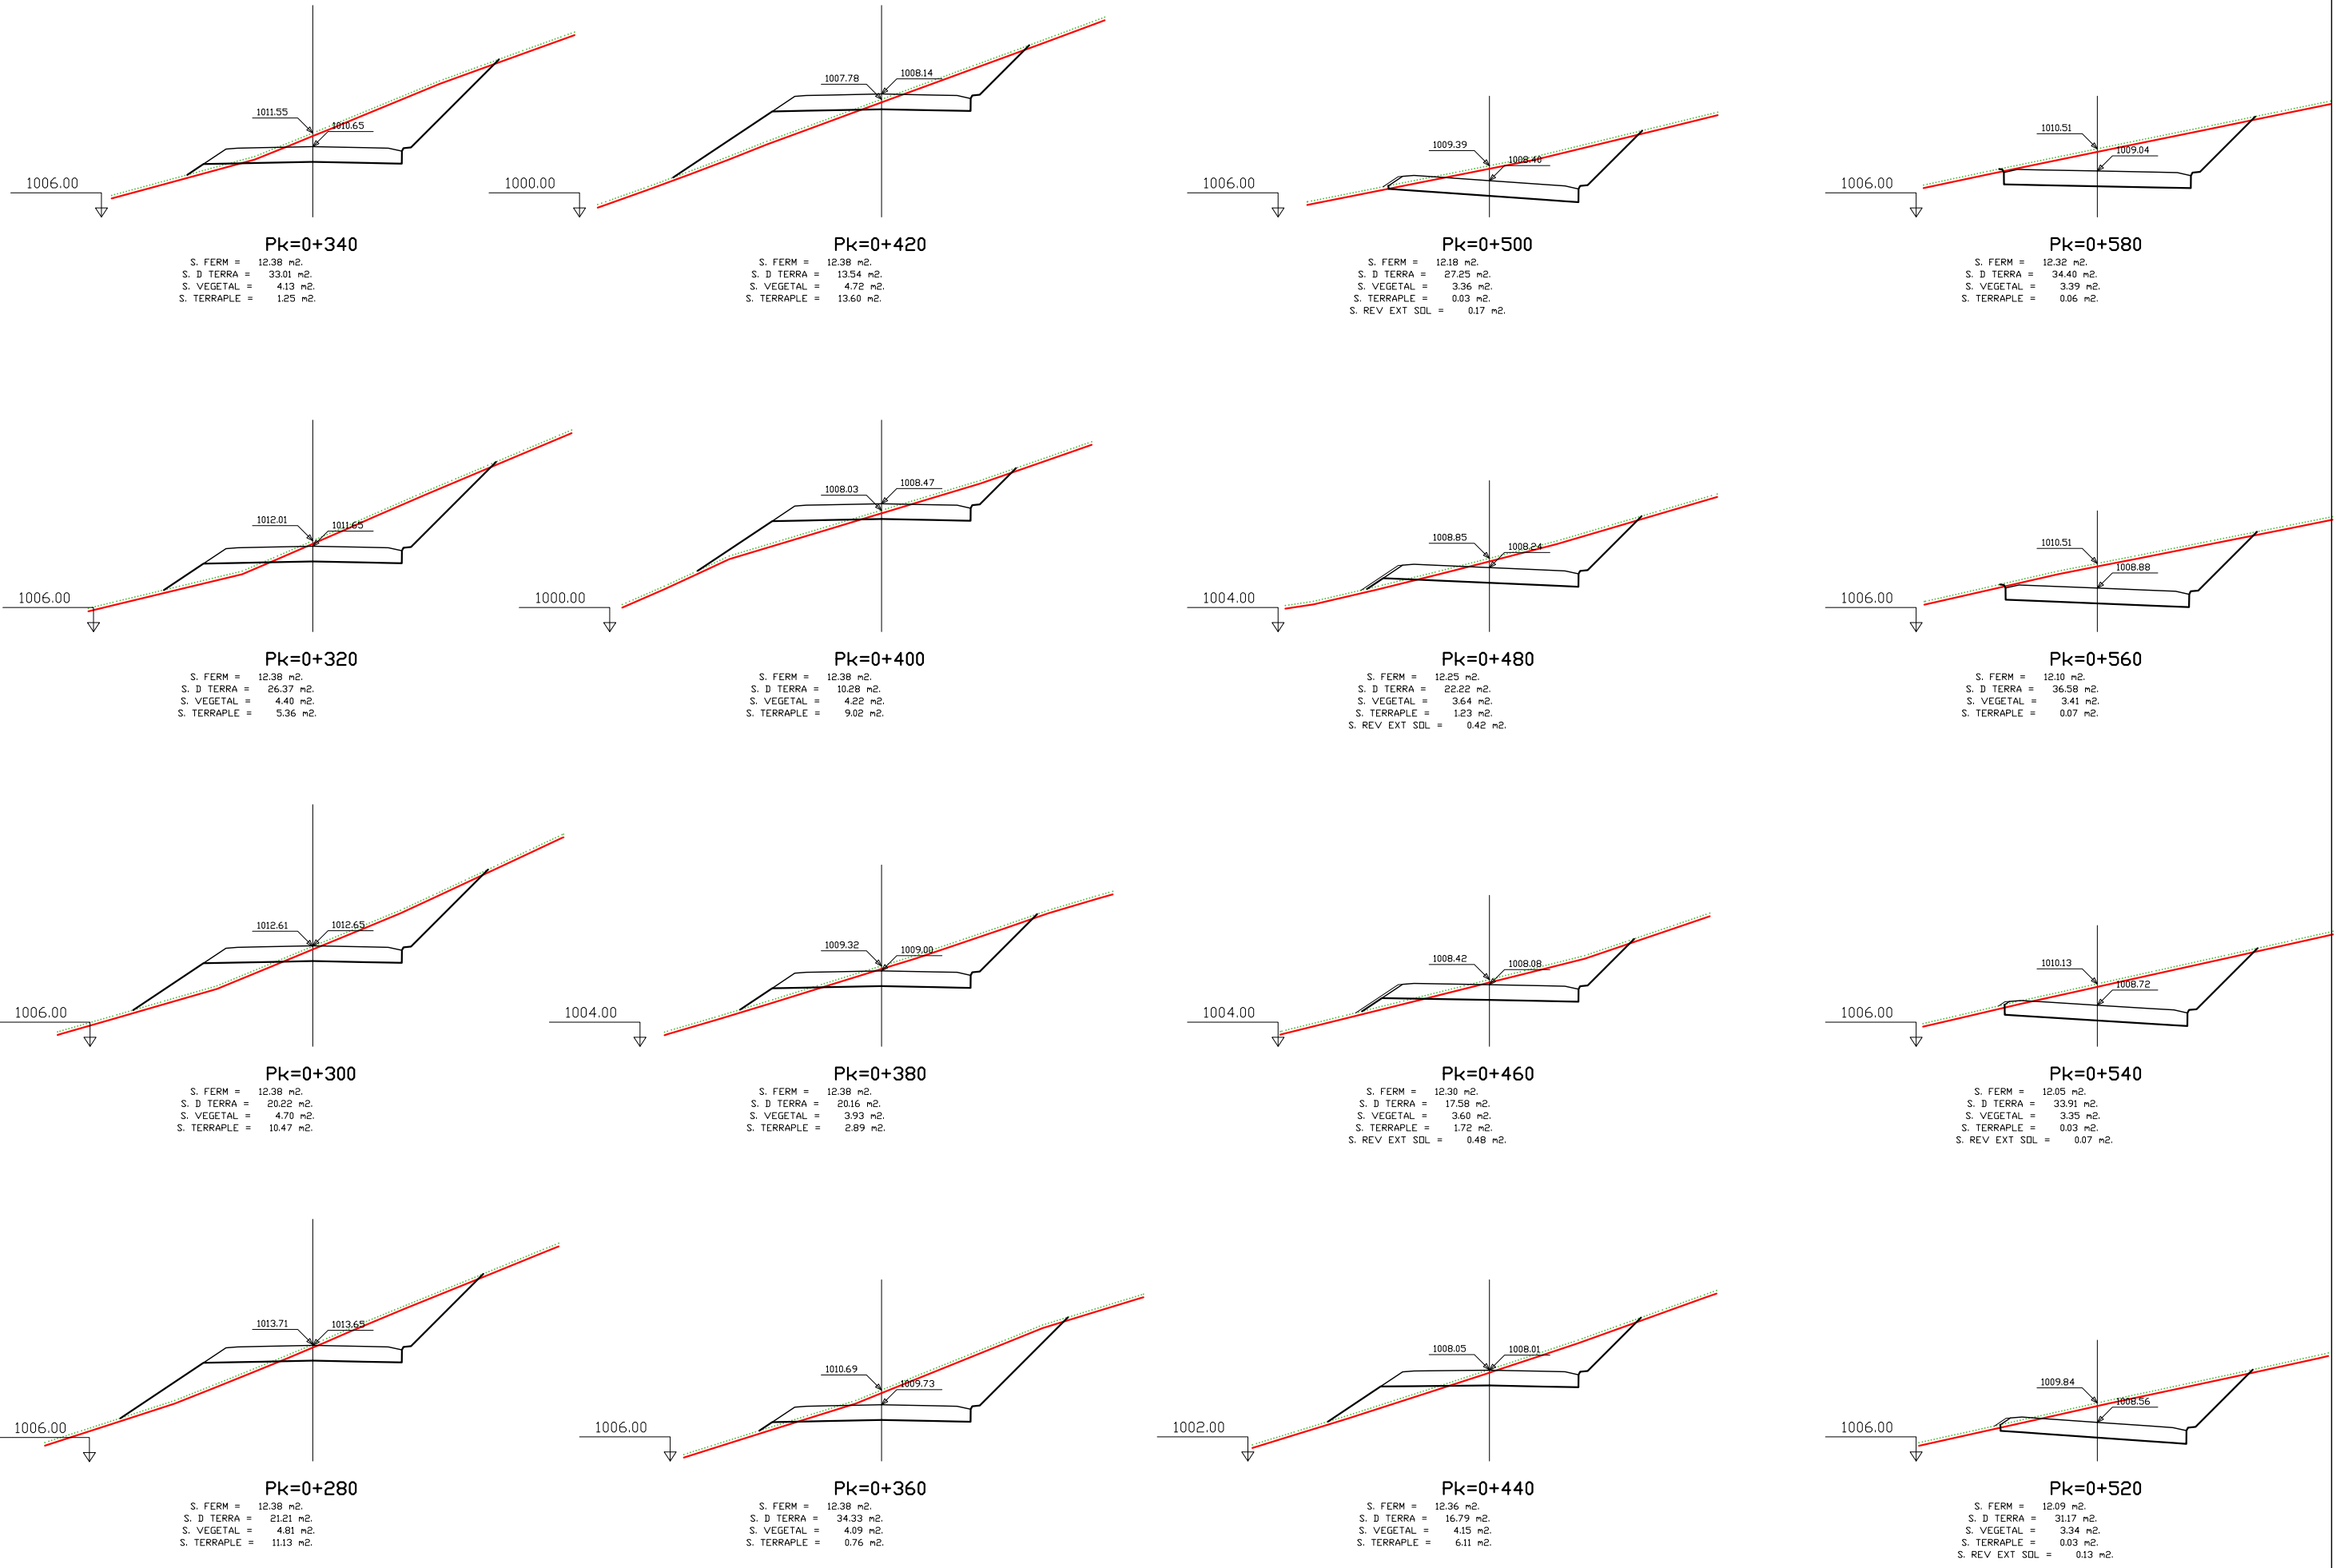 1011.55
1010.65
1006.00
Pk=0+340
S. FERM = 12.38 m2.
S. D TERRA = 33.01 m2.
S. VEGETAL = 4.13 m2.
S. TERRAPLE = 1.25 m2.
1007.78
1008.14
1000.00
Pk=0+420
S. FERM = 12.38 m2.
S. D TERRA = 13.54 m2.
S. VEGETAL = 4.72 m2.
S. TERRAPLE = 13.60 m2.
1009.39
1008.40
1006.00
Pk=0+500
S. FERM = 12.18 m2.
S. D TERRA = 27.25 m2.
S. VEGETAL = 3.36 m2.
S. TERRAPLE = 0.03 m2.
S. REV EXT SOL = 0.17 m2.
1010.51
1009.04
1006.00
Pk=0+580
S. FERM = 12.32 m2.
S. D TERRA = 34.40 m2.
S. VEGETAL = 3.39 m2.
S. TERRAPLE = 0.06 m2.
1012.01
1011.65
1006.00
Pk=0+320
S. FERM = 12.38 m2.
S. D TERRA = 26.37 m2.
S. VEGETAL = 4.40 m2.
S. TERRAPLE = 5.36 m2.
1008.03
1008.47
1000.00
Pk=0+400
S. FERM = 12.38 m2.
S. D TERRA = 10.28 m2.
S. VEGETAL = 4.22 m2.
S. TERRAPLE = 9.02 m2.
1008.85
1008.24
1004.00
Pk=0+480
S. FERM = 12.25 m2.
S. D TERRA = 22.22 m2.
S. VEGETAL = 3.64 m2.
S. TERRAPLE = 1.23 m2.
S. REV EXT SOL = 0.42 m2.
1010.51
1008.88
1006.00
Pk=0+560
S. FERM = 12.10 m2.
S. D TERRA = 36.58 m2.
S. VEGETAL = 3.41 m2.
S. TERRAPLE = 0.07 m2.
1012.61
1012.65
1006.00
Pk=0+300
S. FERM = 12.38 m2.
S. D TERRA = 20.22 m2.
S. VEGETAL = 4.70 m2.
S. TERRAPLE = 10.47 m2.
1009.32
1009.00
1004.00
Pk=0+380
S. FERM = 12.38 m2.
S. D TERRA = 20.16 m2.
S. VEGETAL = 3.93 m2.
S. TERRAPLE = 2.89 m2.
1008.42
1008.08
1004.00
Pk=0+460
S. FERM = 12.30 m2.
S. D TERRA = 17.58 m2.
S. VEGETAL = 3.60 m2.
S. TERRAPLE = 1.72 m2.
S. REV EXT SOL = 0.48 m2.
1010.13
1008.72
1006.00
Pk=0+540
S. FERM = 12.05 m2.
S. D TERRA = 33.91 m2.
S. VEGETAL = 3.35 m2.
S. TERRAPLE = 0.03 m2.
S. REV EXT SOL = 0.07 m2.
1013.71
1013.65
1006.00
Pk=0+280
S. FERM = 12.38 m2.
S. D TERRA = 21.21 m2.
S. VEGETAL = 4.81 m2.
S. TERRAPLE = 11.13 m2.
1010.69
1009.73
1006.00
Pk=0+360
S. FERM = 12.38 m2.
S. D TERRA = 34.33 m2.
S. VEGETAL = 4.09 m2.
S. TERRAPLE = 0.76 m2.
1008.05
1008.01
1002.00
Pk=0+440
S. FERM = 12.36 m2.
S. D TERRA = 16.79 m2.
S. VEGETAL = 4.15 m2.
S. TERRAPLE = 6.11 m2.
1009.84
1008.56
1006.00
Pk=0+520
S. FERM = 12.09 m2.
S. D TERRA = 31.17 m2.
S. VEGETAL = 3.34 m2.
S. TERRAPLE = 0.03 m2.
S. REV EXT SOL = 0.13 m2.